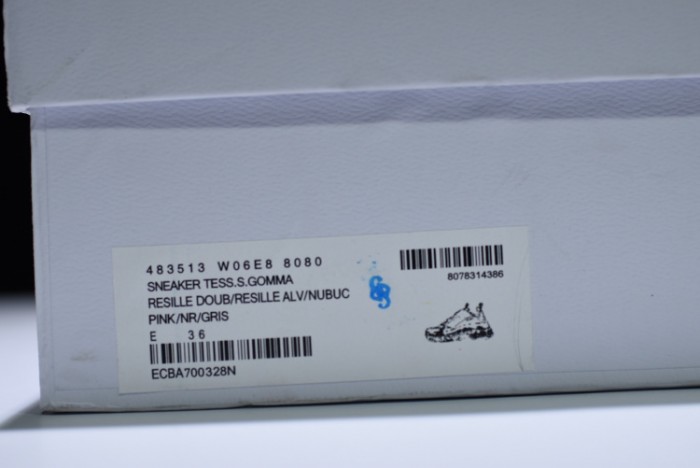 483513 W06E8 8080
SNEAKER TESS.S.GOMMA
RESILLE DOUB/RESILLE ALV/NUBUC
PINK/NR/GRIS
E 36
ECBA700328N
8078314386